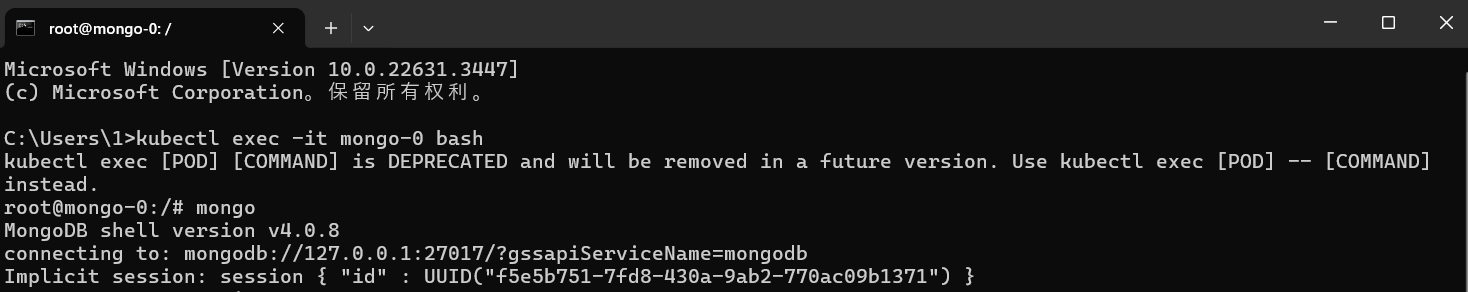 root@mongo-0: /
Microsoft Windows [Version 10.0.22631.3447]
(c) Microsoft Corporation。保留所有权利。
C:\Users\1>kubectl exec -it mongo-0 bash
kubectl exec [POD] [COMMAND] is DEPRECATED and will be removed in a future version. Use kubectl exec [POD] -- [COMMAND]
instead.
root@mongo-0:/# mongo
MongoDB shell version v4.0.8
connecting to: mongodb://127.0.0.1:27017/?gssapiServiceName=mongodb
Implicit session: session { "id" : UUID("f5e5b751-7fd8-430a-9ab2-770ac09b1371") }